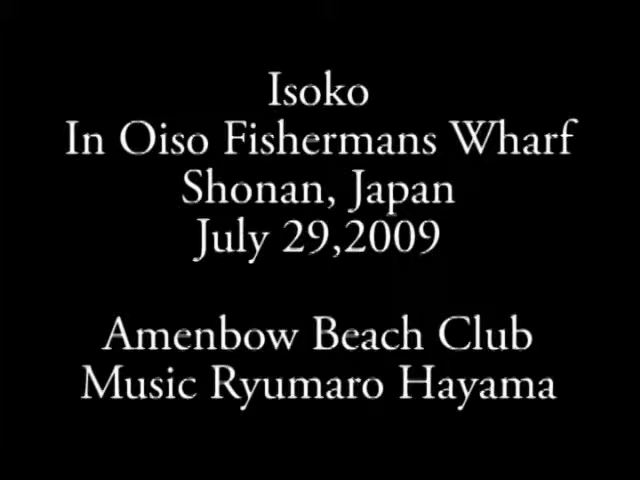 Isoko
In Oiso Fishermans Wharf
Shonan, Japan
July 29,2009
Amenbow Beach Club
Music Ryumaro Hayama